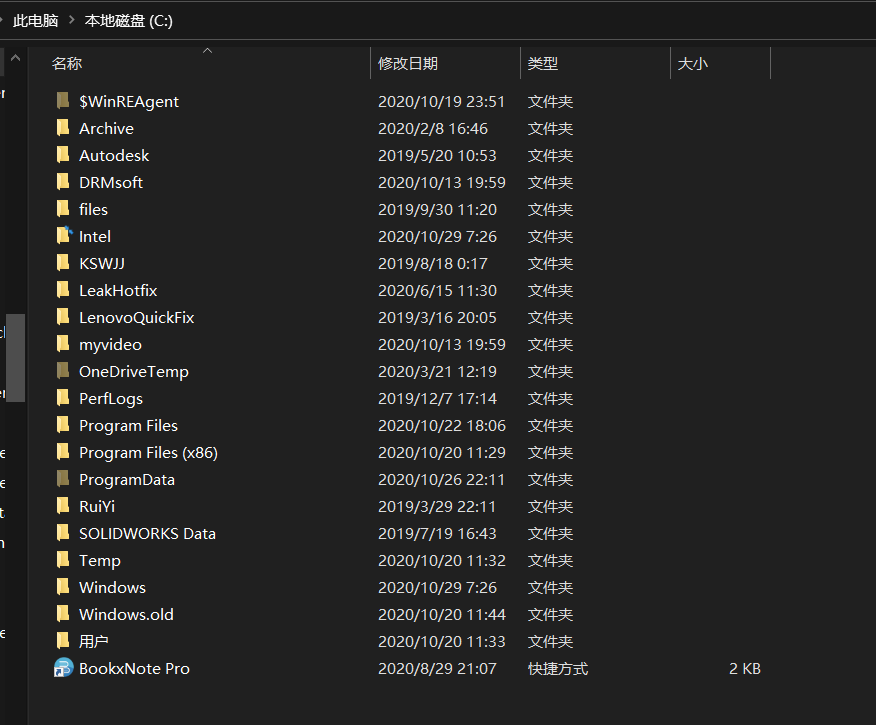 此电脑 > 本地磁盘 (C:)
名称 修改日期 类型 大小
$WinREAgent 2020/10/19 23:51 文件夹
Archive 2020/2/8 16:46 文件夹
Autodesk 2019/5/20 10:53 文件夹
DRMsoft 2020/10/13 19:59 文件夹
files 2019/9/30 11:20 文件夹
Intel 2020/10/29 7:26 文件夹
KSWJJ 2019/8/18 0:17 文件夹
LeakHotfix 2020/6/15 11:30 文件夹
LenovoQuickFix 2019/3/16 20:05 文件夹
myvideo 2020/10/13 19:59 文件夹
OneDriveTemp 2020/3/21 12:19 文件夹
PerfLogs 2019/12/7 17:14 文件夹
Program Files 2020/10/22 18:06 文件夹
Program Files (x86) 2020/10/20 11:29 文件夹
ProgramData 2020/10/26 22:11 文件夹
RuiYi 2019/3/29 22:11 文件夹
SOLIDWORKS Data 2019/7/19 16:43 文件夹
Temp 2020/10/20 11:32 文件夹
Windows 2020/10/29 7:26 文件夹
Windows.old 2020/10/20 11:44 文件夹
用户 2020/10/20 11:33 文件夹
BookxNote Pro 2020/8/29 21:07 快捷方式 2 KB